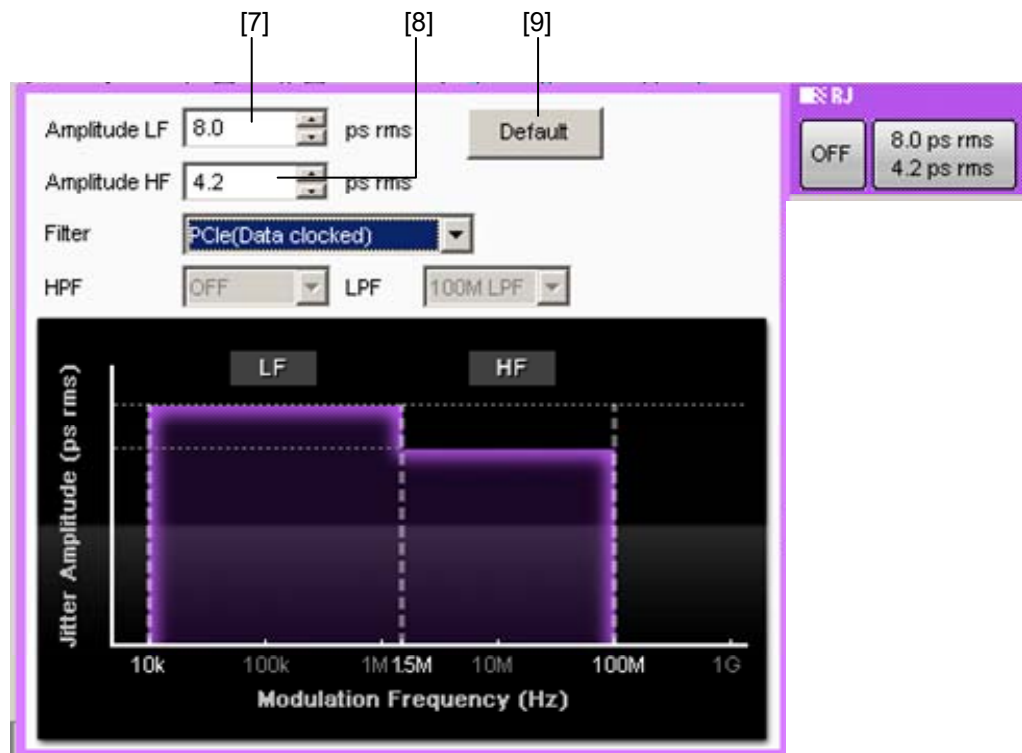 [7] [8] [9]
Amplitude LF 8.0 ps rms Default
Amplitude HF 4.2 ps rms
Filter PCIe(Data clocked)
HPF OFF LPF 100M LPF
RJ
OFF 8.0 ps rms
4.2 ps rms
LF HF
Jitter Amplitude (ps rms)
10k 100k 1M 1.5M 10M 100M 1G
Modulation Frequency (Hz)